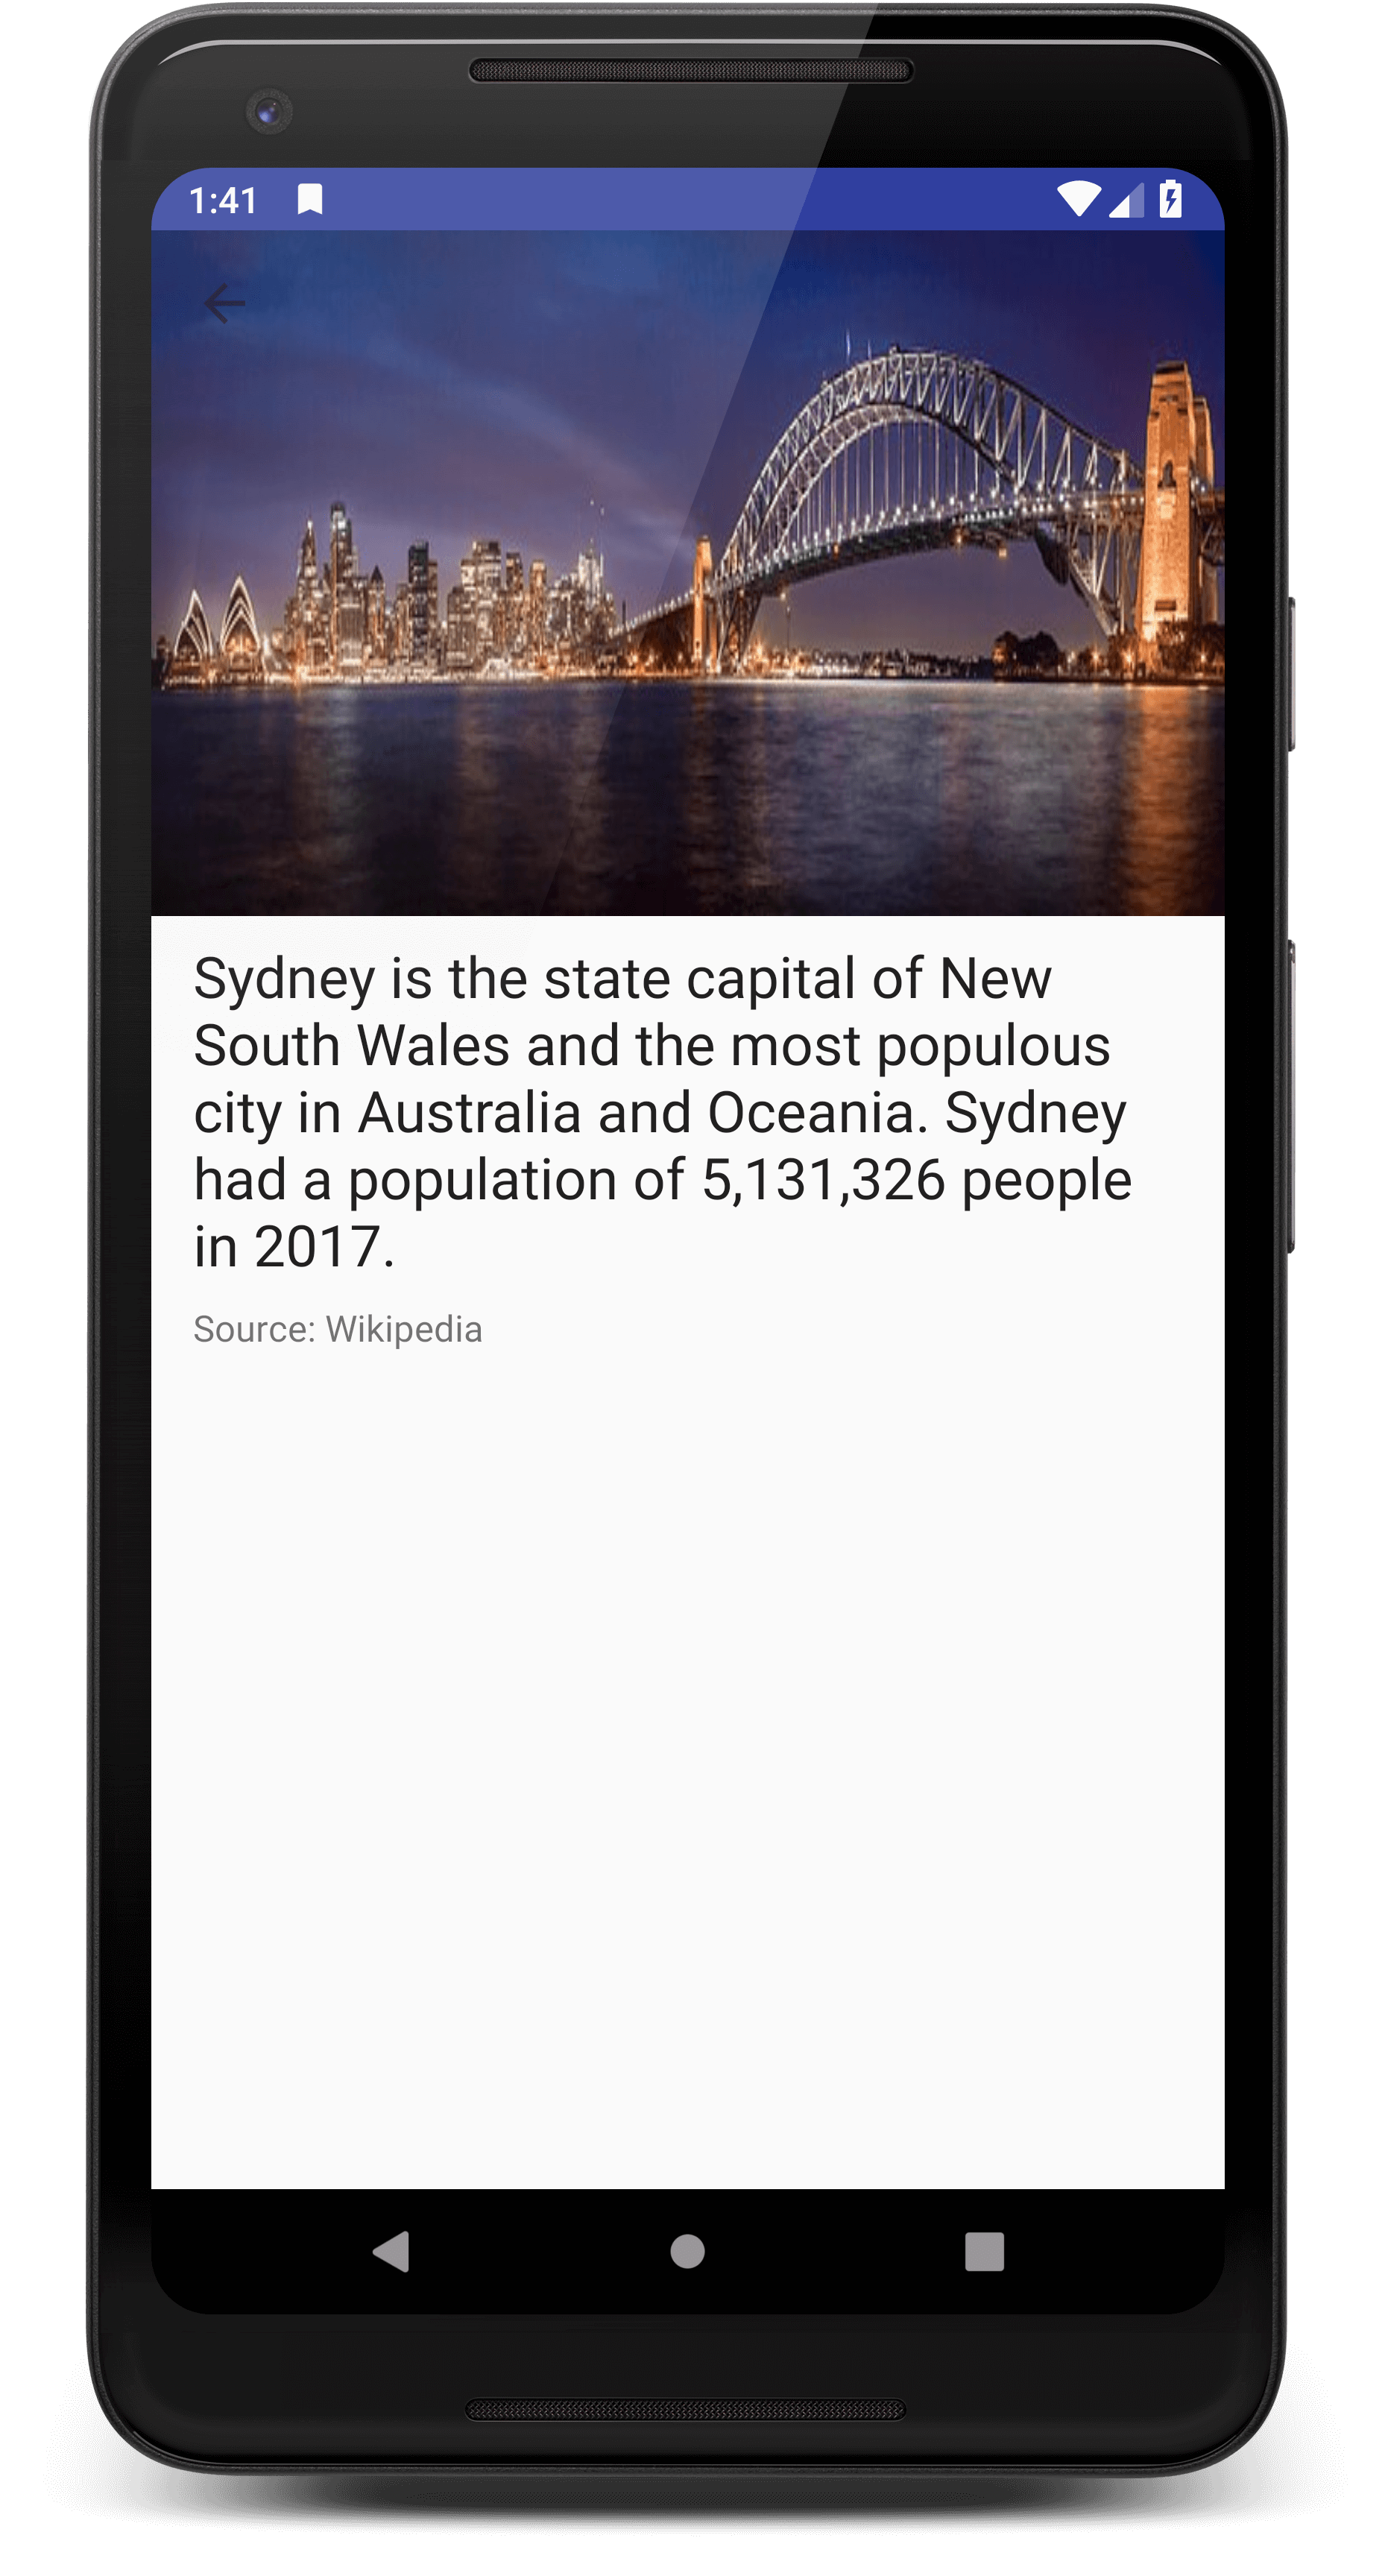 1:41
Sydney is the state capital of New
South Wales and the most populous
city in Australia and Oceania. Sydney
had a population of 5,131,326 people
in 2017.
Source: Wikipedia